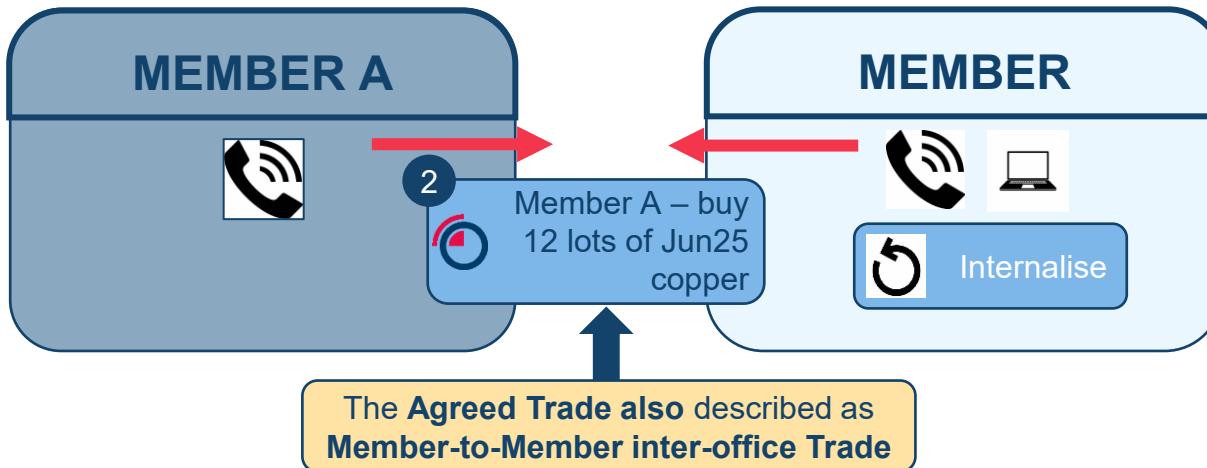 MEMBER A
MEMBER
2
Member A – buy
12 lots of Jun25
copper
Internalise
The Agreed Trade also described as
Member-to-Member inter-office Trade